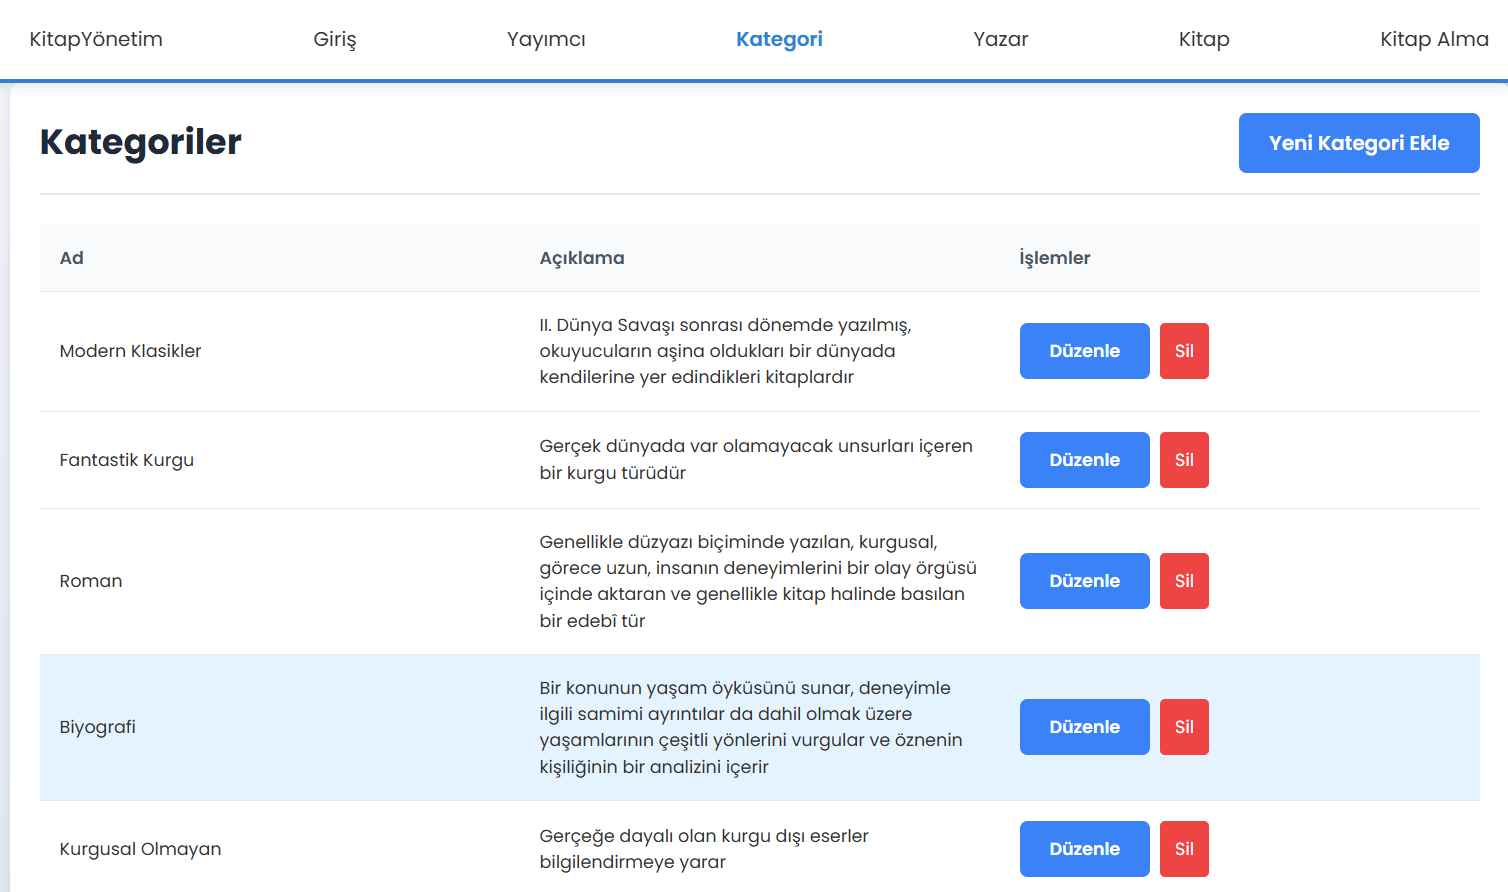 KitapYönetim Giriş Yayımcı Kategori Yazar Kitap Kitap Alma
Kategoriler
Yeni Kategori Ekle
Ad Açıklama İşlemler
Modern Klasikler
II. Dünya Savaşı sonrası dönemde yazılmış,
okuyucuların aşina oldukları bir dünyada
kendilerine yer edindikleri kitaplardır
Düzenle Sil
Fantastik Kurgu
Gerçek dünyada var olamayacak unsurları içeren
bir kurgu türüdür
Düzenle Sil
Roman
Genellikle düzyazı biçiminde yazılan, kurgusal,
görece uzun, insanın deneyimlerini bir olay örgüsü
içinde aktaran ve genellikle kitap halinde basılan
bir edebî tür
Düzenle Sil
Biyografi
Bir konunun yaşam öyküsünü sunar, deneyimle
ilgili samimi ayrıntılar da dahil olmak üzere
yaşamlarının çeşitli yönlerini vurgular ve öznenin
kişiliğinin bir analizini içerir
Düzenle Sil
Kurgusal Olmayan
Gerçeğe dayalı olan kurgu dışı eserler
bilgilendirmeye yarar
Düzenle Sil